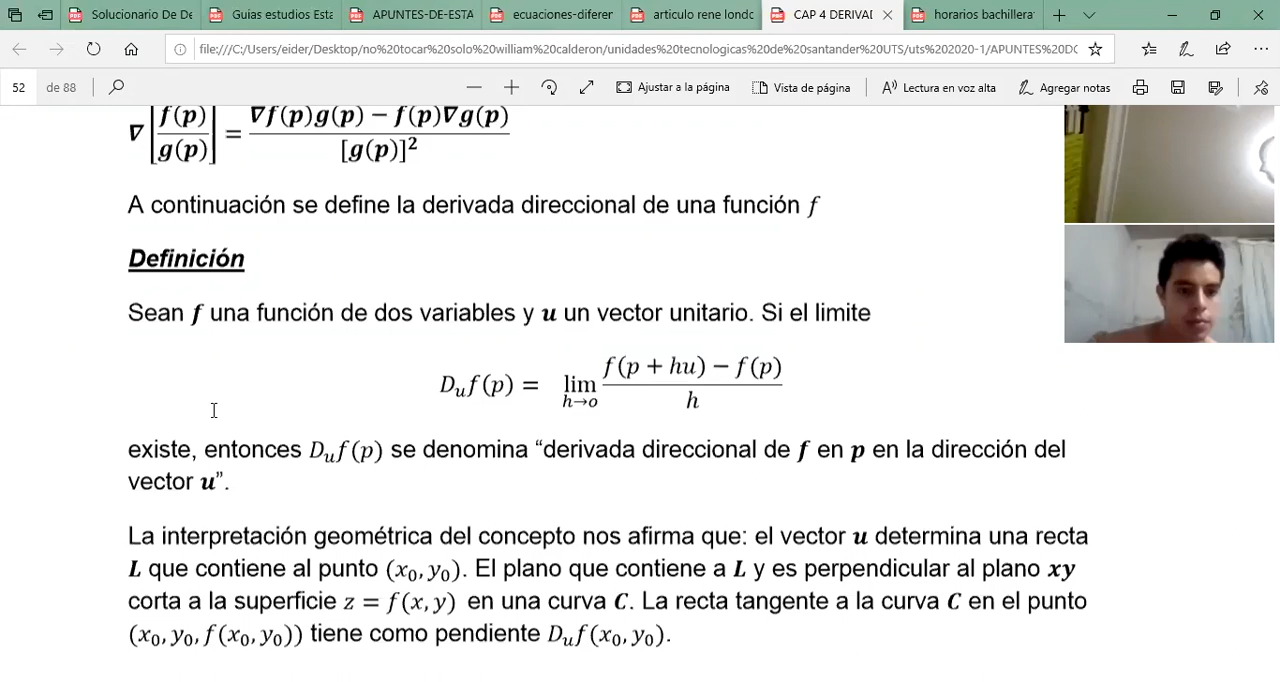 Solucionario De De
Guias estudios Esta
APUNTES-DE-ESTA
ecuaciones-diferen
articulo rene londo
CAP 4 DERIVAD
horarios bachillera
file:///C:/Users/eider/Desktop/no%20tocar%20solo%20william%20calderon/unidades%20tecnologicas%20de%20santander%20UTS/uts%202020-1/APUNTES%20DC
52 de 88
Ajustar a la página
Vista de página
Lectura en voz alta
Agregar notas
∇[f(p)/g(p)] = (∇f(p)g(p) − f(p)∇g(p))/[g(p)]²
A continuación se define la derivada direccional de una función f
Definición
Sean f una función de dos variables y u un vector unitario. Si el limite
D_u f(p) = lim_{h→o} (f(p + hu) − f(p))/h
existe, entonces D_u f(p) se denomina “derivada direccional de f en p en la dirección del
vector u”.
La interpretación geométrica del concepto nos afirma que: el vector u determina una recta
L que contiene al punto (x₀, y₀). El plano que contiene a L y es perpendicular al plano xy
corta a la superficie z = f(x, y) en una curva C. La recta tangente a la curva C en el punto
(x₀, y₀, f(x₀, y₀)) tiene como pendiente D_u f(x₀, y₀).